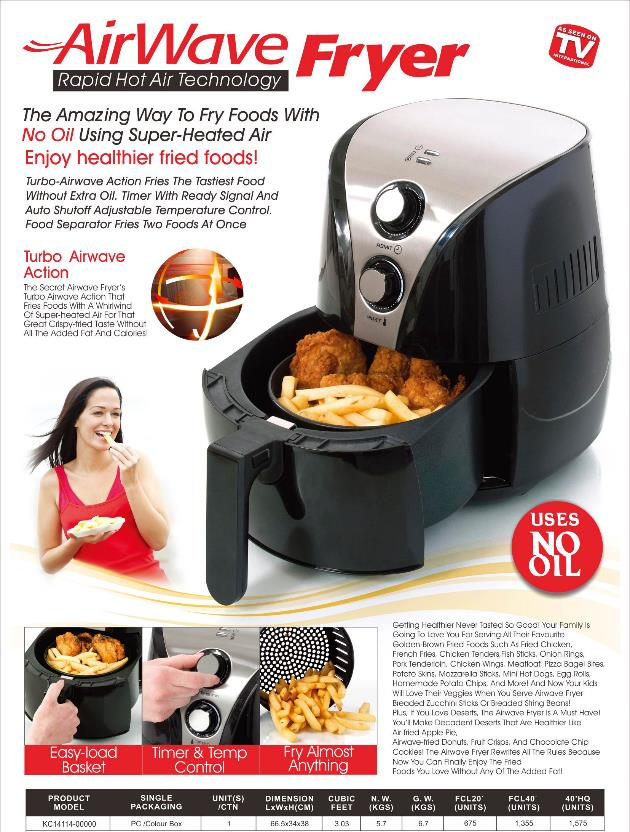 AirWave Fryer
Rapid Hot Air Technology
AS SEEN ON
TV
INTERNATIONAL
The Amazing Way To Fry Foods With
No Oil Using Super-Heated Air
Enjoy healthier fried foods!
Turbo-Airwave Action Fries The Tastiest Food
Without Extra Oil. Timer With Ready Signal And
Auto Shutoff Adjustable Temperature Control.
Food Separator Fries Two Foods At Once
Turbo Airwave
Action
The Secret Airwave Fryer's
Turbo Airwave Action That
Fries Foods With A Whirlwind
Of Super-heated Air For That
Great Crispy-fried Taste Without
All The Added Fat And Calories!
USES
NO
OIL
Easy-load
Basket
Timer & Temp
Control
Fry Almost
Anything
Getting Healthier Never Tasted So Good! Your Family Is
Going To Love You For Serving All Their Favourite
Golden-Brown Fried Foods Such As Fried Chicken,
French Fries, Chicken Tenders,Fish Sticks, Onion Rings,
Pork Tenderloin, Chicken Wings, Meatloaf, Pizza Bagel Bites,
Potato Skins, Mozzarella Sticks, Mini Hot Dogs, Egg Rolls,
Homemade Potato Chips, And More! And Now Your Kids
Will Love Their Veggies When You Serve Airwave Fryer
Breaded Zucchini Sticks Or Breaded String Beans!
Plus, If You Love Deserts, The Airwave Fryer Is A Must Have!
You'll Make Decadent Deserts That Are Healthier Like
Air-fried Apple Pie,
Airwave-fried Donuts, Fruit Crisps, And Chocolate Chip
Cookies! The Airwave Fryer Rewrites All The Rules Because
Now You Can Finally Enjoy The Fried
Foods You Love Without Any Of The Added Fat!
PRODUCT MODEL SINGLE PACKAGING UNIT(S) /CTN DIMENSION LxWxH(CM) CUBIC FEET N. W. (KGS) G. W. (KGS) FCL20' (UNITS) FCL40' (UNITS) 40'HQ (UNITS)
KC14114-00000 PC /Colour Box 1 66.5x34x38 3.03 5.7 6.7 675 1,355 1,575